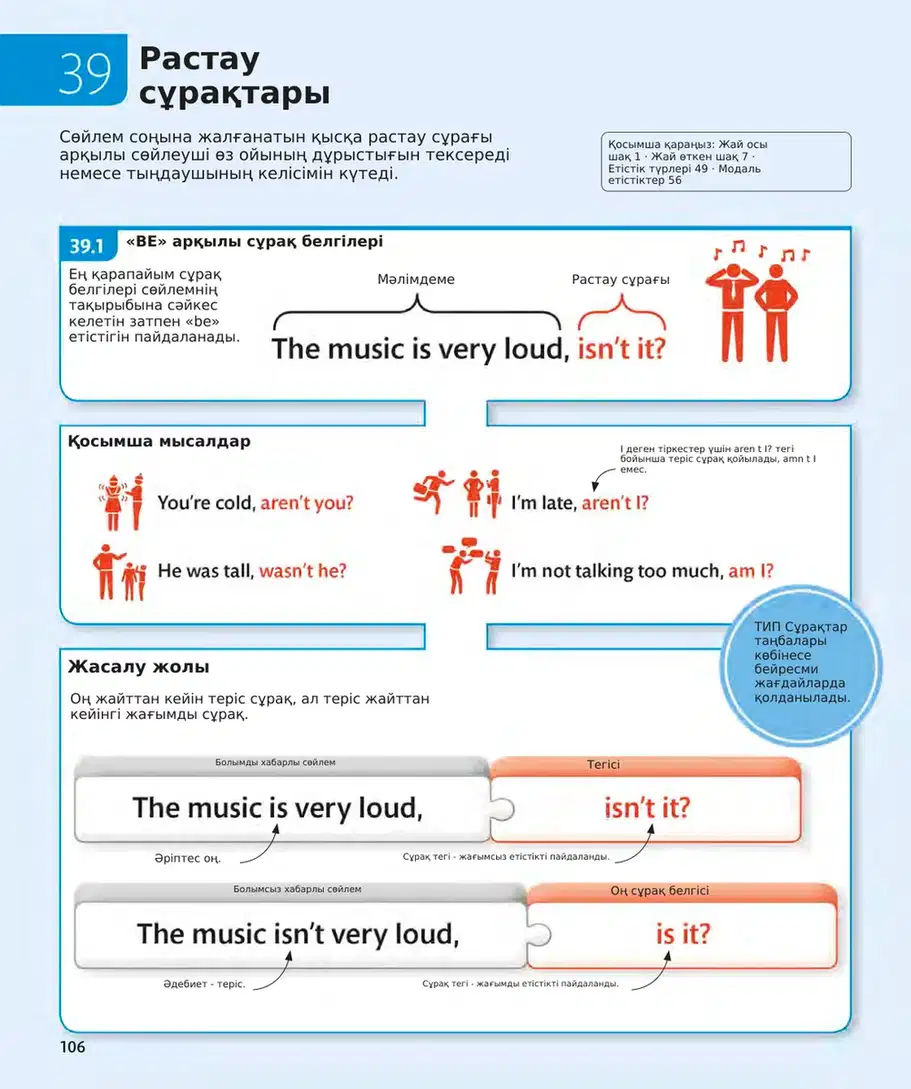 39
Растау
сұрақтары
Сөйлем соңына жалғанатын қысқа растау сұрағы
арқылы сөйлеуші өз ойының дұрыстығын тексереді
немесе тыңдаушының келісімін күтеді.
Қосымша қараңыз: Жай осы
шақ 1 · Жай өткен шақ 7 ·
Етістік түрлері 49 · Модаль
етістіктер 56
39.1
«BE» арқылы сұрақ белгілері
Ең қарапайым сұрақ
белгілері сөйлемнің
тақырыбына сәйкес
келетін затпен «be»
етістігін пайдаланады.
Мәлімдеме
Растау сұрағы
The music is very loud, isn't it?
Қосымша мысалдар
I деген тіркестер үшін aren t I? тегі
бойынша теріс сұрақ қойылады, amn t I
емес.
You're cold, aren't you?
I'm late, aren't I?
He was tall, wasn't he?
I'm not talking too much, am I?
ТИП Сұрақтар
таңбалары
көбінесе
бейресми
жағдайларда
қолданылады.
Жасалу жолы
Оң жайттан кейін теріс сұрақ, ал теріс жайттан
кейінгі жағымды сұрақ.
Болымды хабарлы сөйлем
Тегісі
The music is very loud,
isn't it?
Әріптес оң.
Сұрақ тегі - жағымсыз етістікті пайдаланды.
Болымсыз хабарлы сөйлем
Оң сұрақ белгісі
The music isn't very loud,
is it?
Әдебиет - теріс.
Сұрақ тегі - жағымды етістікті пайдаланды.
106